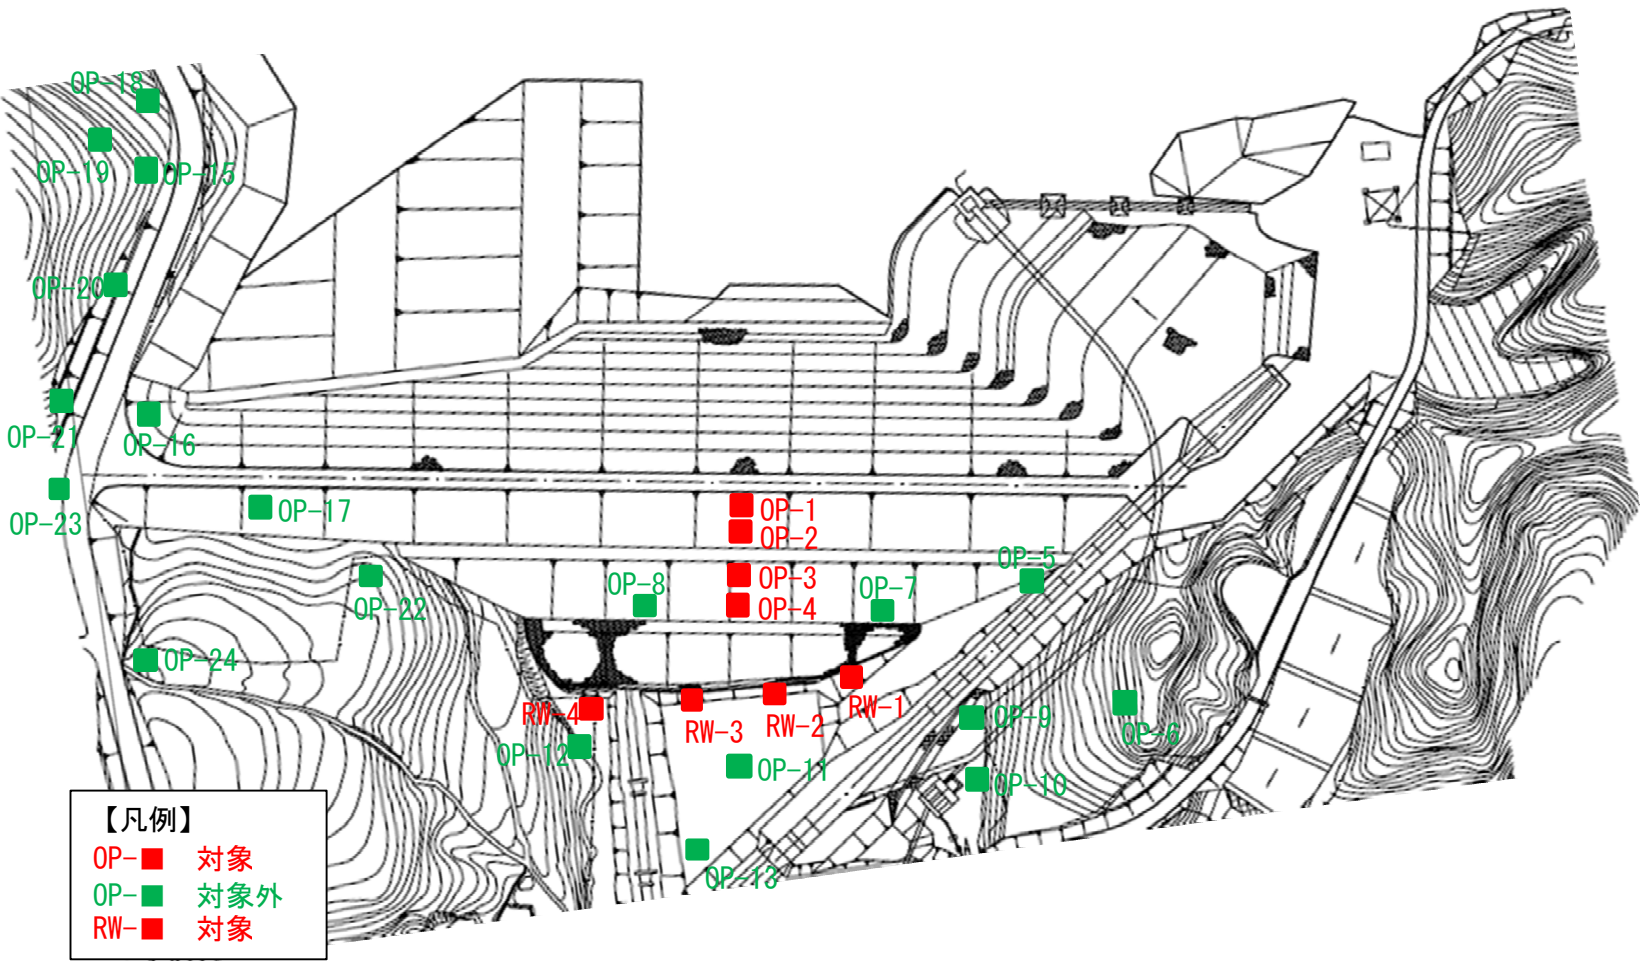 OP-18
OP-19
OP-15
OP-20
OP-21
OP-16
OP-23
OP-17
OP-1
OP-2
OP-5
OP-3
OP-8
OP-7
OP-4
OP-22
OP-24
RW-4
RW-3
RW-2
RW-1
OP-9
OP-6
OP-12
OP-11
OP-10
OP-13
【凡例】
OP-■ 対象
OP-■ 対象外
RW-■ 対象